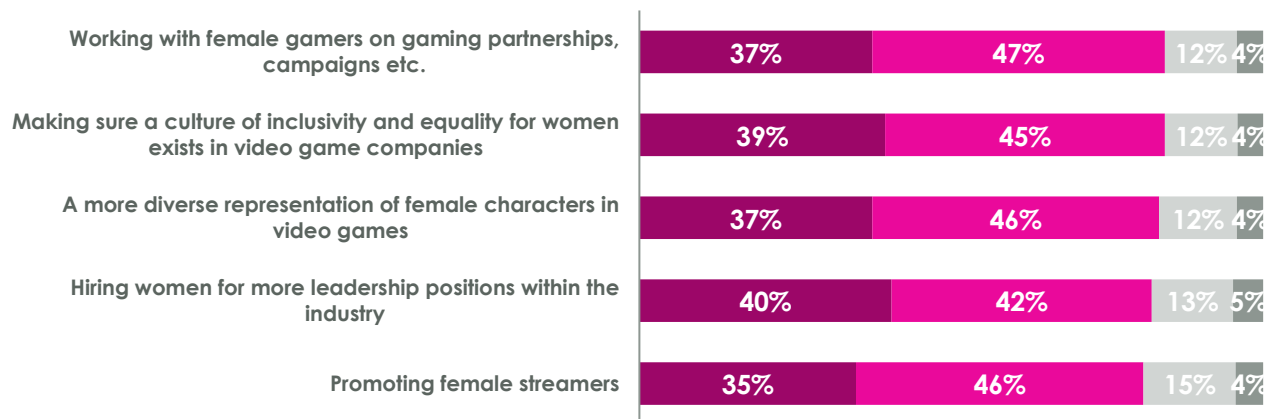 Working with female gamers on gaming partnerships,
campaigns etc.
37% 47% 12% 4%
Making sure a culture of inclusivity and equality for women
exists in video game companies
39% 45% 12% 4%
A more diverse representation of female characters in
video games
37% 46% 12% 4%
Hiring women for more leadership positions within the
industry
40% 42% 13% 5%
Promoting female streamers
35% 46% 15% 4%